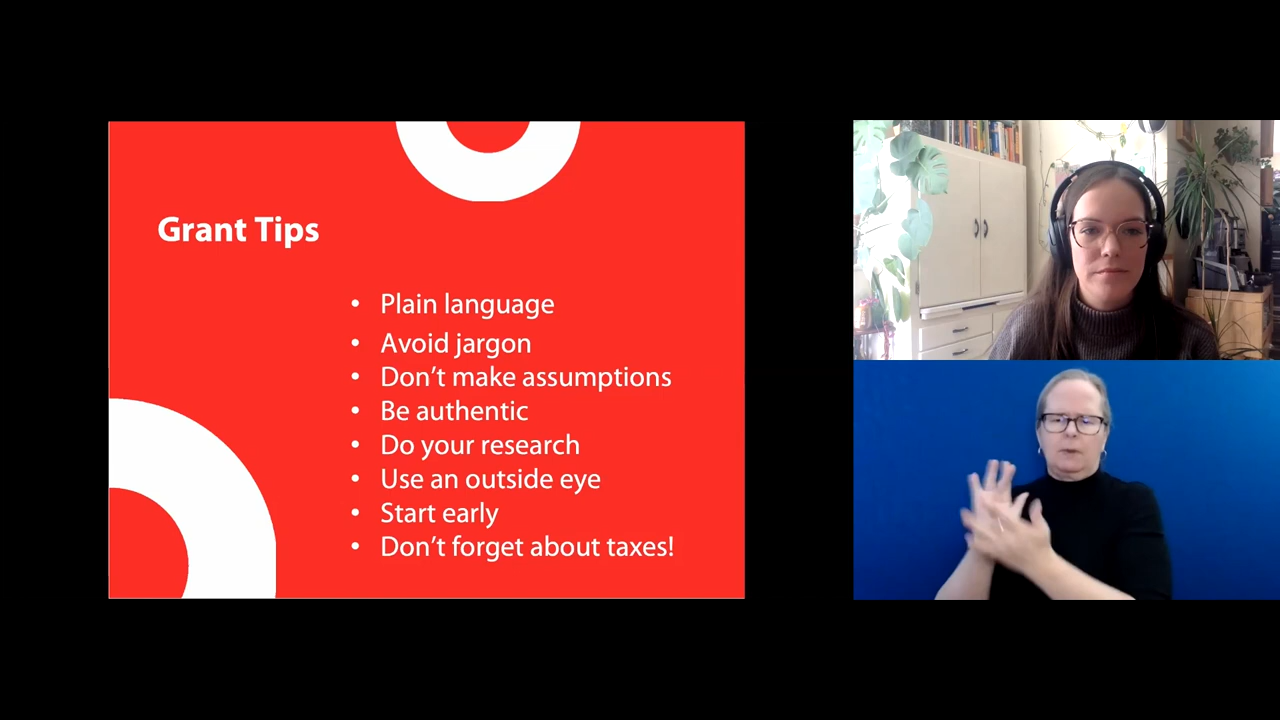 Grant Tips
• Plain language
• Avoid jargon
• Don’t make assumptions
• Be authentic
• Do your research
• Use an outside eye
• Start early
• Don’t forget about taxes!